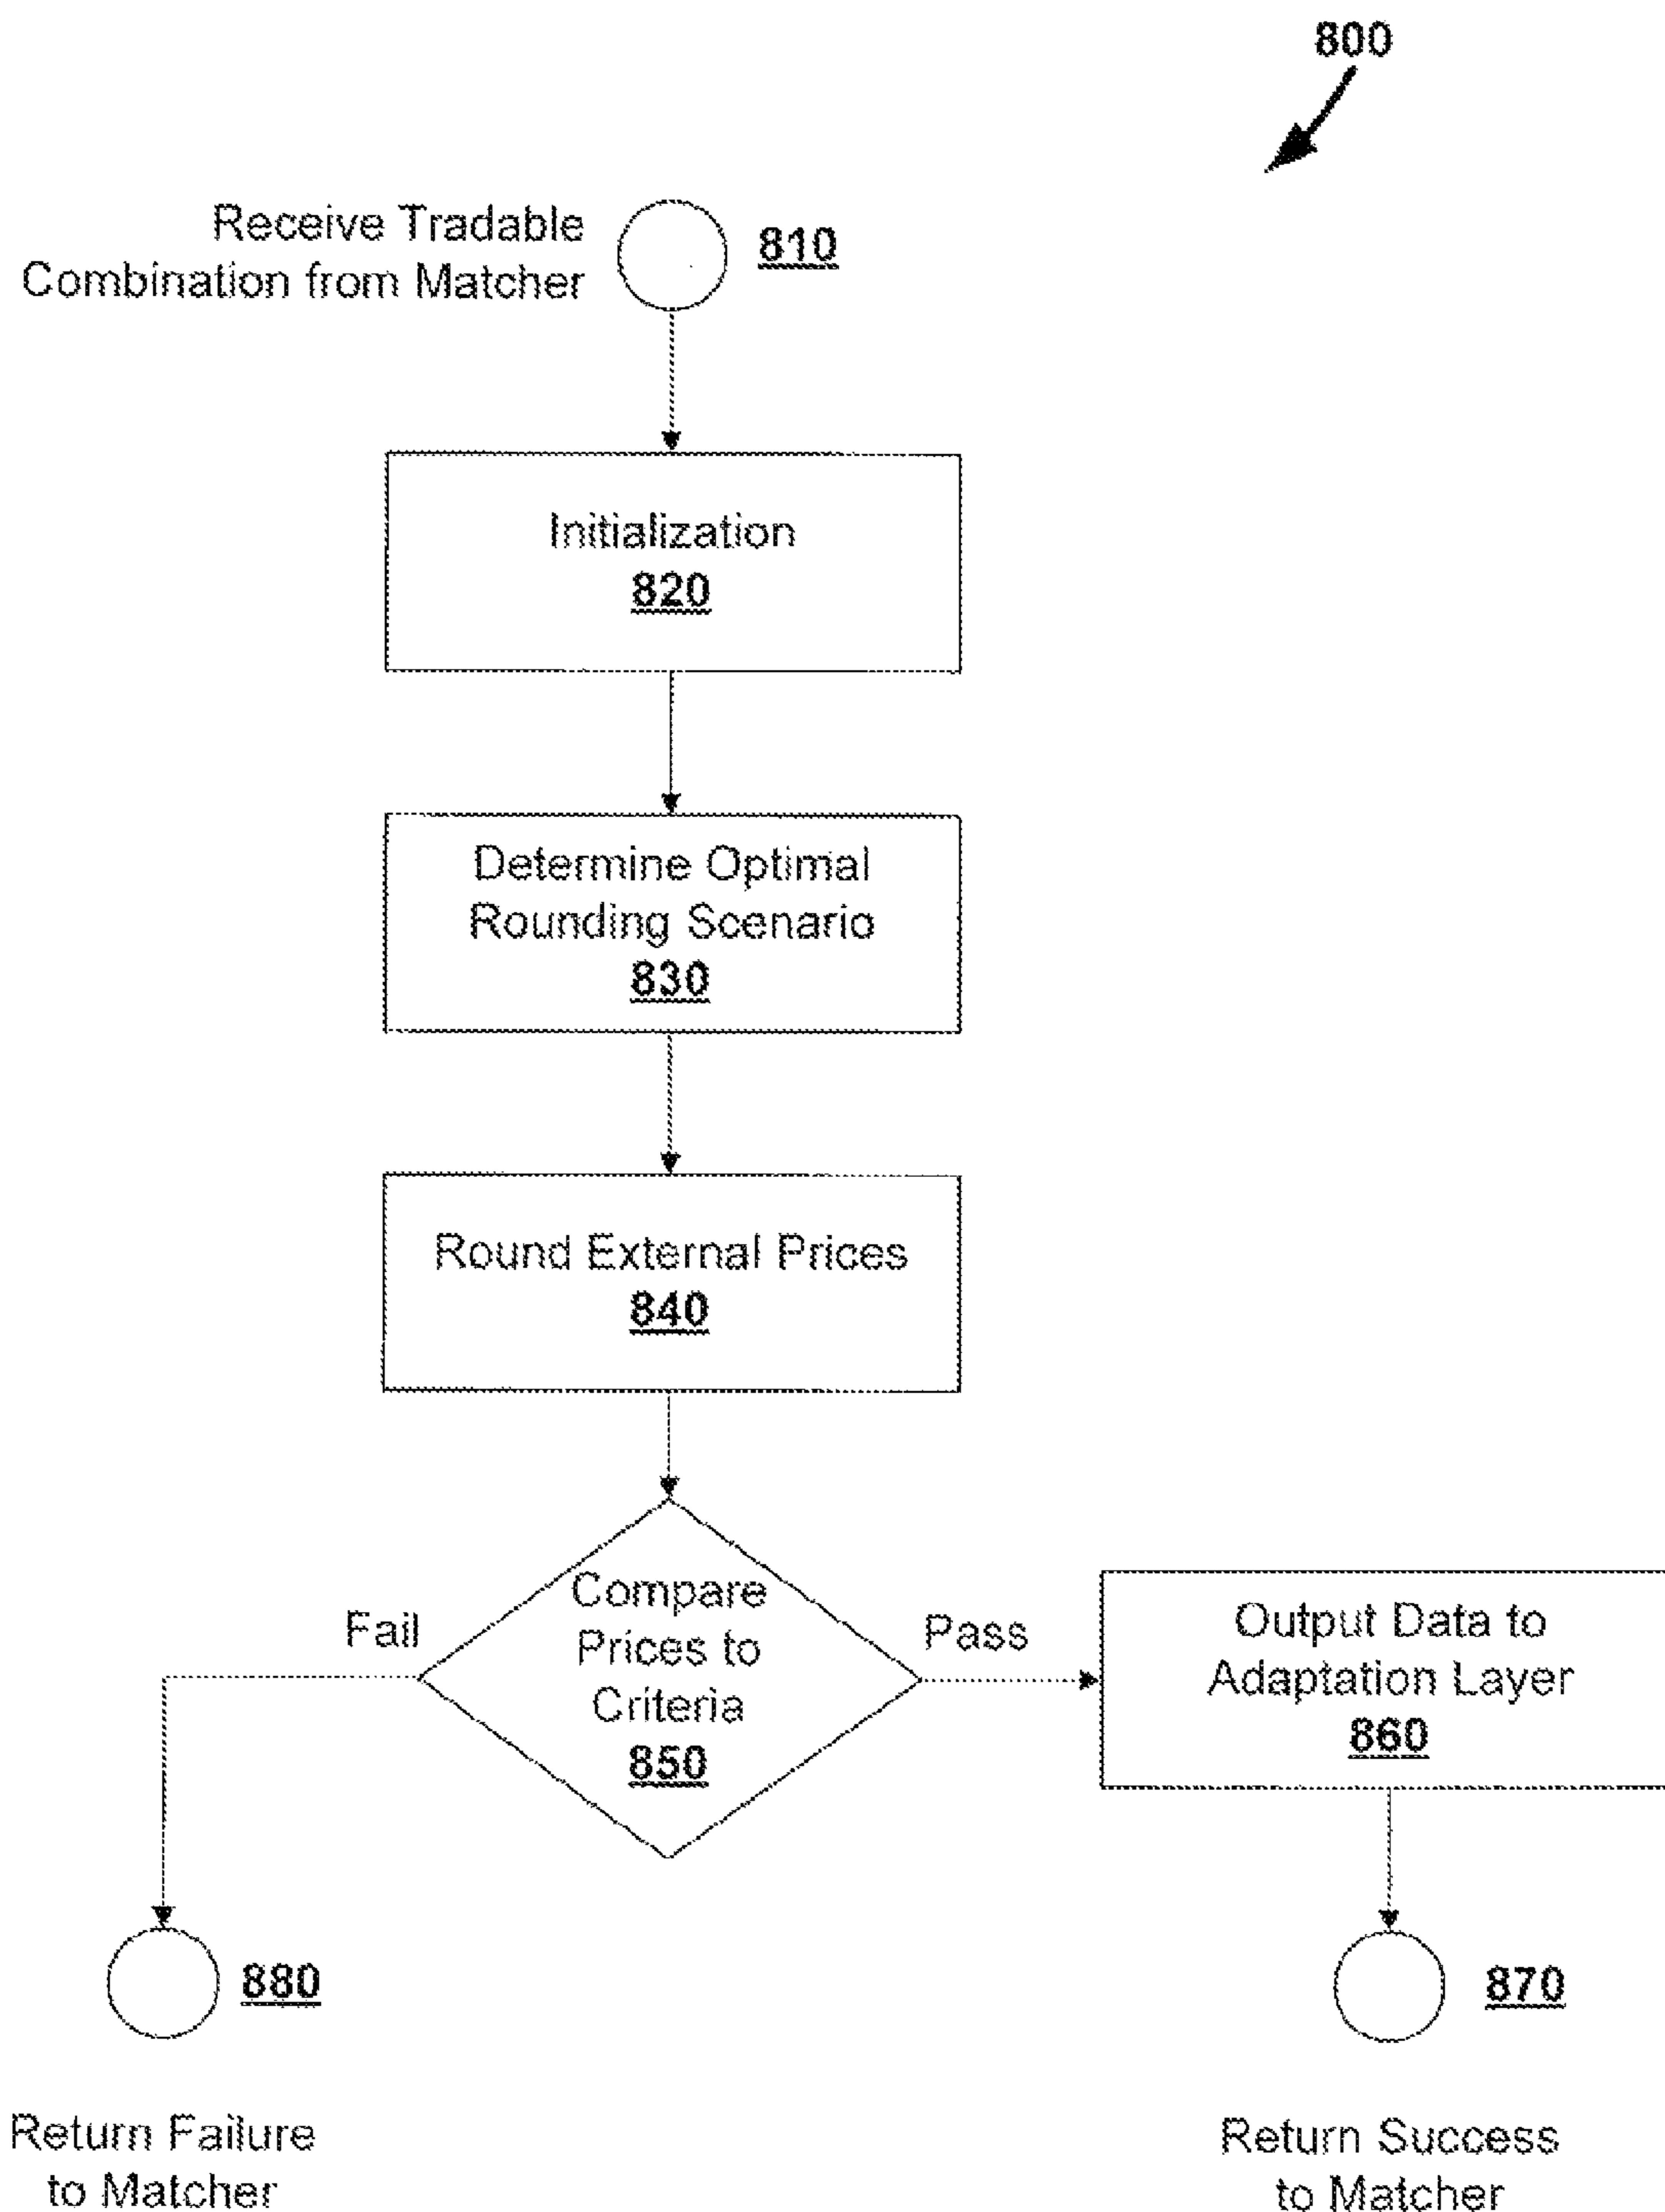 800
Receive Tradable
Combination from Matcher
810
Initialization
820
Determine Optimal
Rounding Scenario
830
Round External Prices
840
Compare
Prices to
Criteria
850
Fail
Pass
Output Data to
Adaptation Layer
860
880
870
Return Failure
to Matcher
Return Success
to Matcher